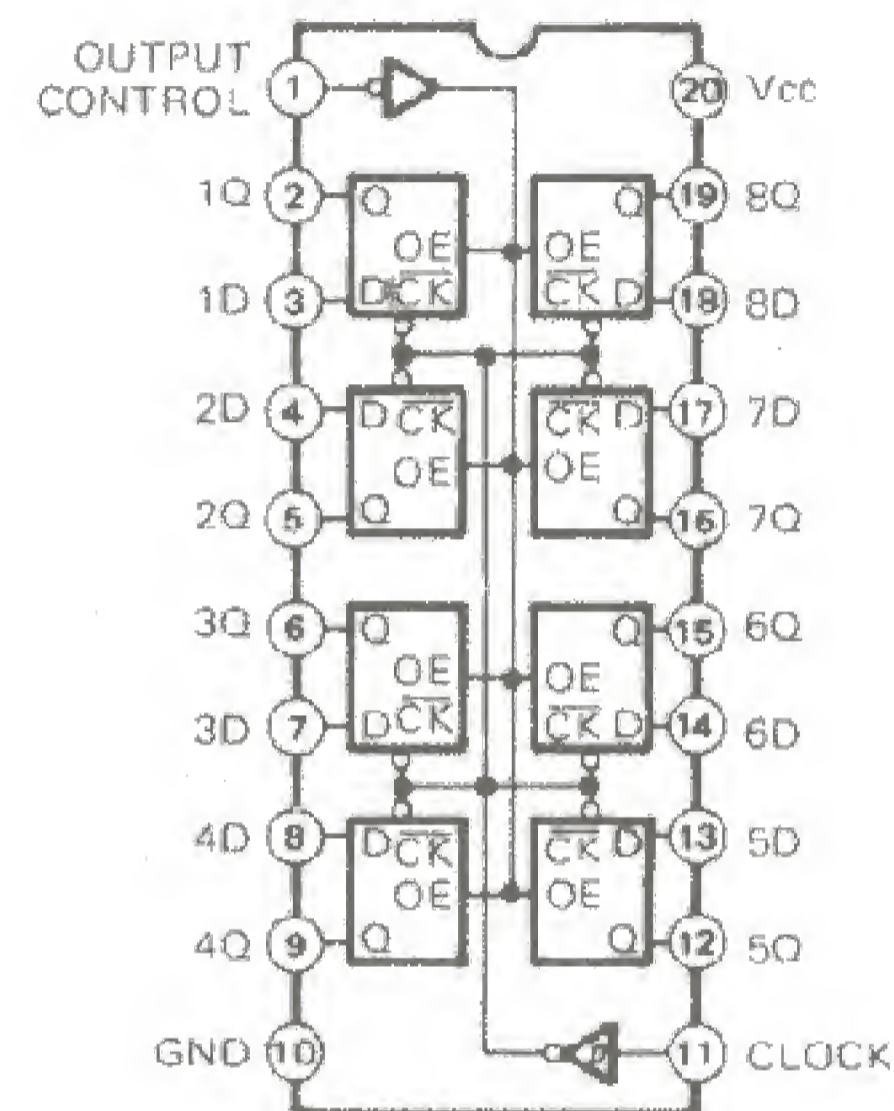 OUTPUT
CONTROL 1 20 Vcc
1Q 2 Q Q 19 8Q
OE OE
1D 3 D CK CK D 18 8D
2D 4 D CK CK D 17 7D
OE OE
2Q 5 Q Q 16 7Q
3Q 6 Q Q 15 6Q
OE OE
3D 7 D CK CK D 14 6D
4D 8 D CK CK D 13 5D
OE OE
4Q 9 Q Q 12 5Q
GND 10 11 CLOCK